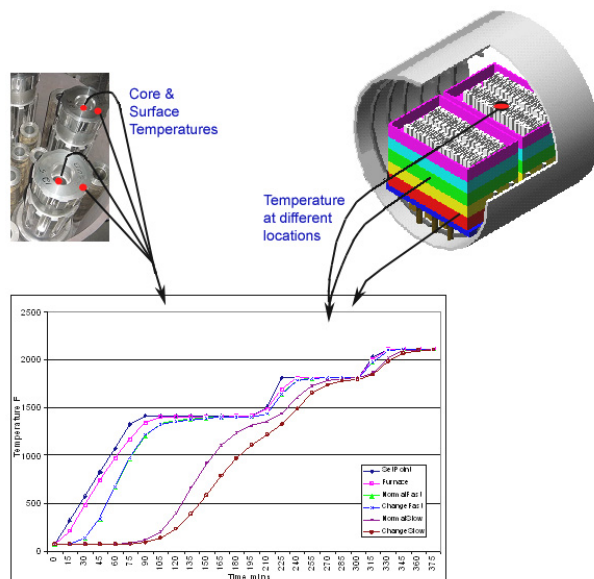 Core &
Surface
Temperatures
Temperature
at different
locations
2500
2000
1500
1000
500
0
Temperature F
SetPoint
Furnace
NormalFast
ChangeFast
NormalSlow
ChangeSlow
0 15 30 45 60 75 90 105 120 135 150 165 180 195 210 225 240 255 270 285 300 315 330 345 360 375
Time mins